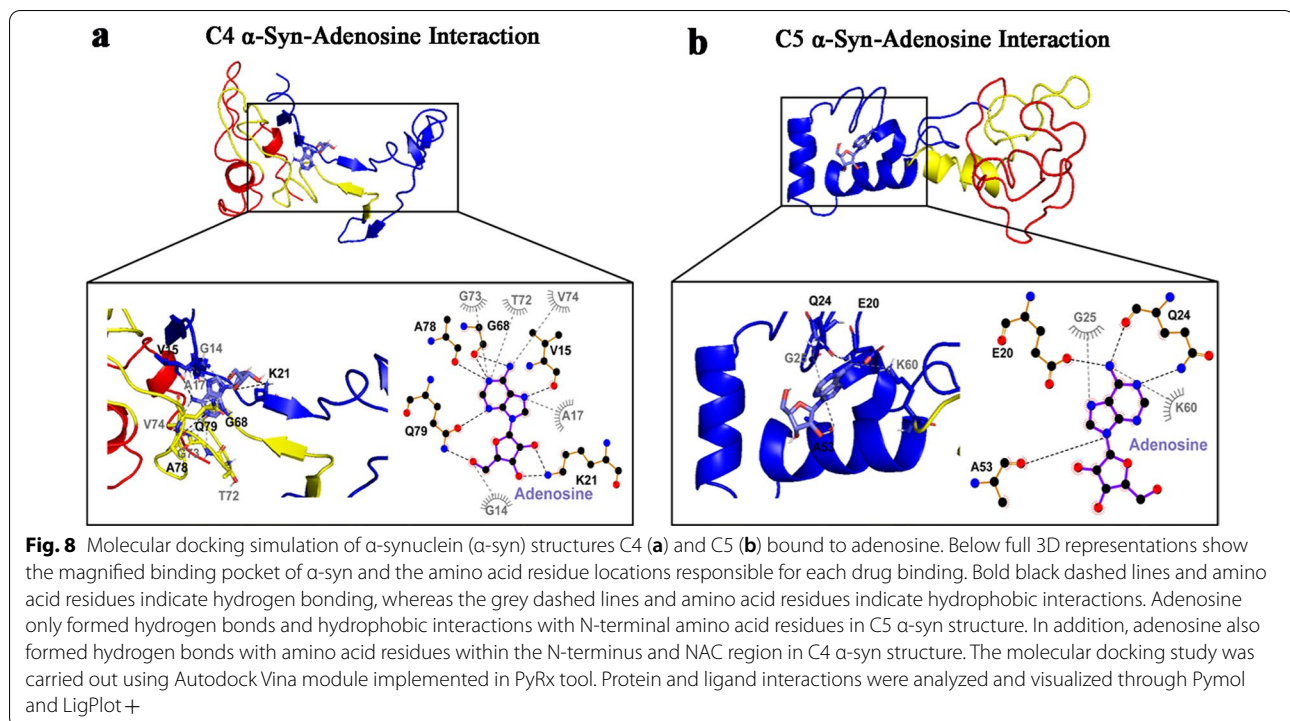 a
C4 α-Syn-Adenosine Interaction
b
C5 α-Syn-Adenosine Interaction
V15
G14
A17
K21
V74
Q79
G68
G73
A78
T72
G73
T72
V74
A78
G68
V15
A17
Q79
K21
Adenosine
G14
Q24
E20
G25
K60
A53
Q24
G25
E20
K60
Adenosine
A53
Fig. 8 Molecular docking simulation of α-synuclein (α-syn) structures C4 (a) and C5 (b) bound to adenosine. Below full 3D representations show
the magnified binding pocket of α-syn and the amino acid residue locations responsible for each drug binding. Bold black dashed lines and amino
acid residues indicate hydrogen bonding, whereas the grey dashed lines and amino acid residues indicate hydrophobic interactions. Adenosine
only formed hydrogen bonds and hydrophobic interactions with N-terminal amino acid residues in C5 α-syn structure. In addition, adenosine also
formed hydrogen bonds with amino acid residues within the N-terminus and NAC region in C4 α-syn structure. The molecular docking study was
carried out using Autodock Vina module implemented in PyRx tool. Protein and ligand interactions were analyzed and visualized through Pymol
and LigPlot+